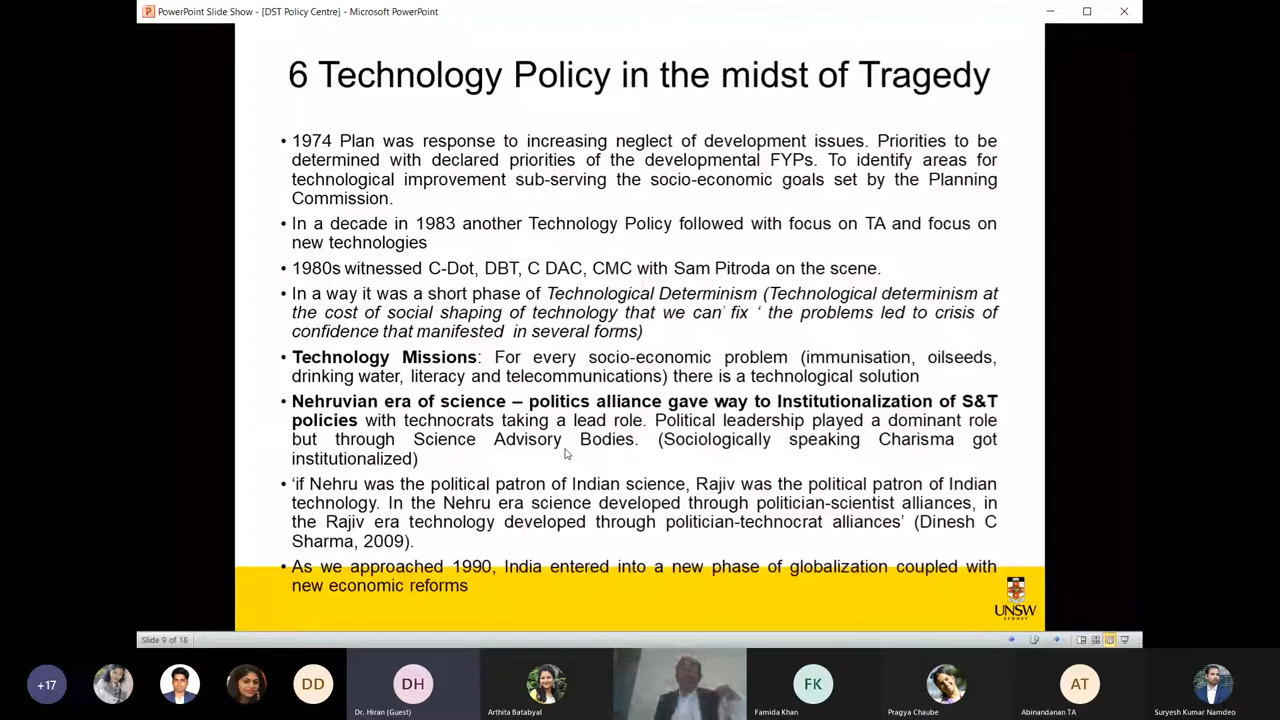 PowerPoint Slide Show - [DST Policy Centre] - Microsoft PowerPoint
6 Technology Policy in the midst of Tragedy
• 1974 Plan was response to increasing neglect of development issues. Priorities to be
determined with declared priorities of the developmental FYPs. To identify areas for
technological improvement sub-serving the socio-economic goals set by the Planning
Commission.
• In a decade in 1983 another Technology Policy followed with focus on TA and focus on
new technologies
• 1980s witnessed C-Dot, DBT, C DAC, CMC with Sam Pitroda on the scene.
• In a way it was a short phase of Technological Determinism (Technological determinism at
the cost of social shaping of technology that we can’ fix ‘ the problems led to crisis of
confidence that manifested in several forms)
• Technology Missions: For every socio-economic problem (immunisation, oilseeds,
drinking water, literacy and telecommunications) there is a technological solution
• Nehruvian era of science – politics alliance gave way to Institutionalization of S&T
policies with technocrats taking a lead role. Political leadership played a dominant role
but through Science Advisory Bodies. (Sociologically speaking Charisma got
institutionalized)
• ‘if Nehru was the political patron of Indian science, Rajiv was the political patron of Indian
technology. In the Nehru era science developed through politician-scientist alliances, in
the Rajiv era technology developed through politician-technocrat alliances’ (Dinesh C
Sharma, 2009).
• As we approached 1990, India entered into a new phase of globalization coupled with
new economic reforms
UNSW
SYDNEY
Slide 9 of 18
+17
DD
DH
FK
AT
Dr. Hiran (Guest)
Arthita Batabyal
Famida Khan
Pragya Chaube
Abinandanan TA
Suryesh Kumar Namdeo